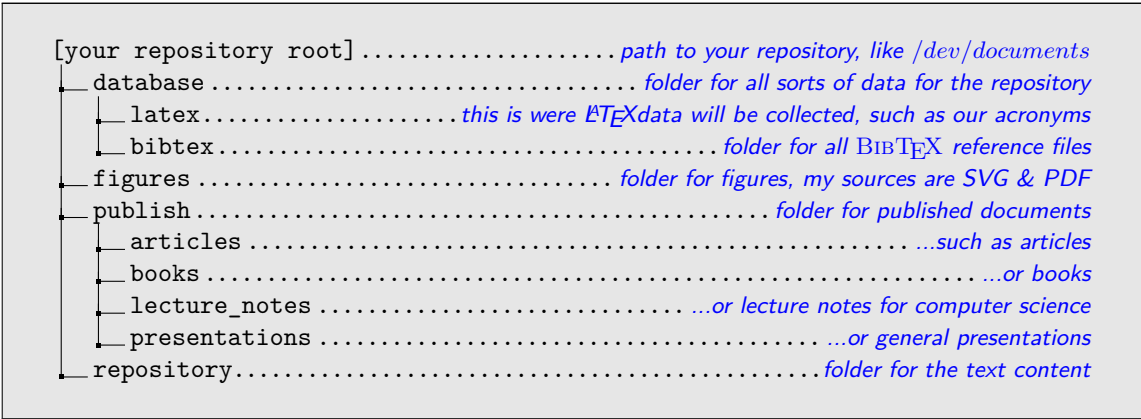 [your repository root] ...................... path to your repository, like /dev/documents
database ..................................... folder for all sorts of data for the repository
latex ..................... this is were LATEXdata will be collected, such as our acronyms
bibtex ......................................... folder for all BIBTEX reference files
figures ................................... folder for figures, my sources are SVG & PDF
publish ................................................. folder for published documents
articles ......................................................... ...such as articles
books .................................................................. ...or books
lecture_notes ............................... ...or lecture notes for computer science
presentations ........................................... ...or general presentations
repository .................................................. folder for the text content